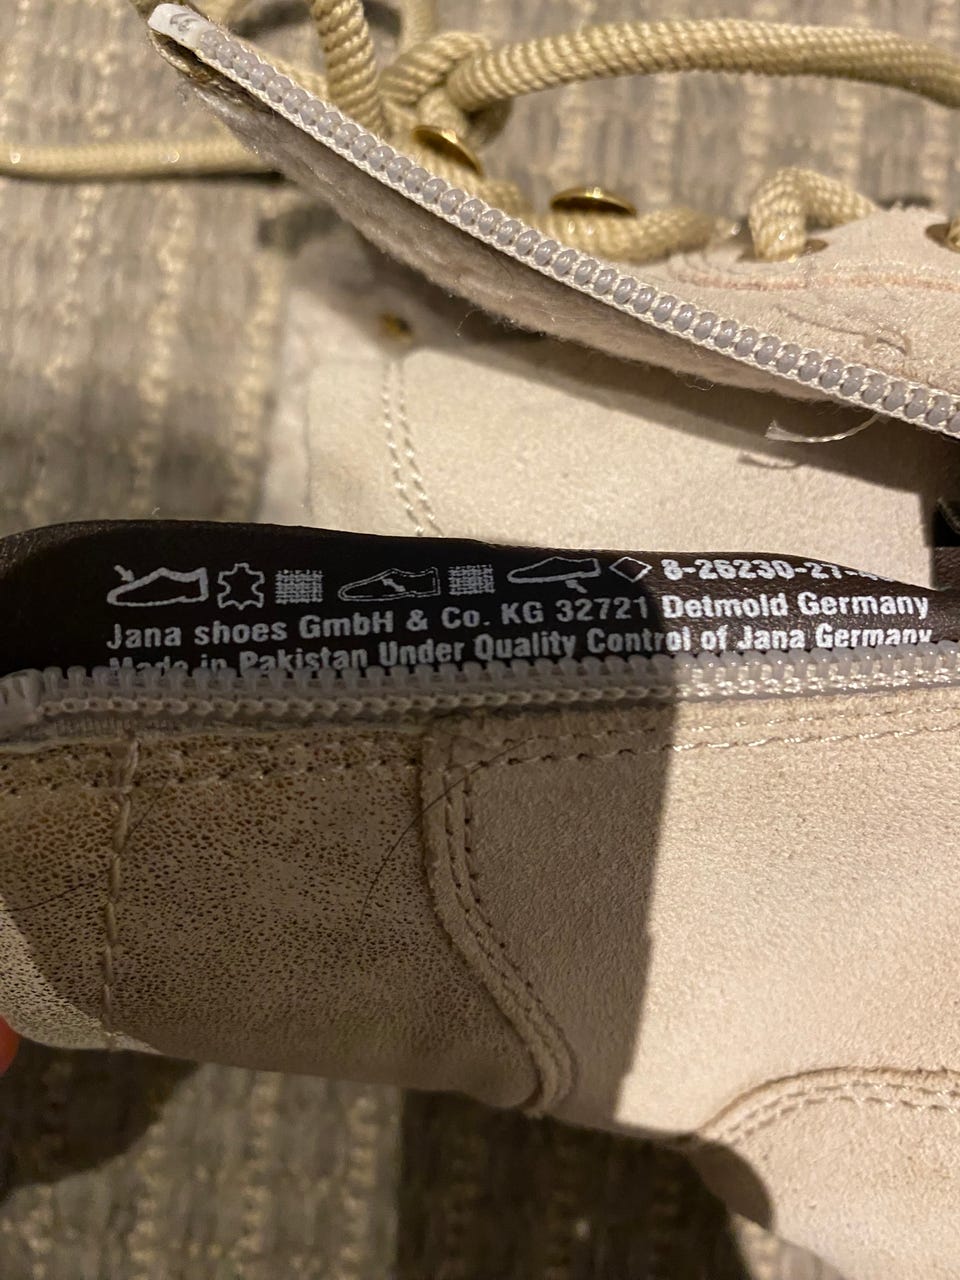 8-26230-27-
Jana shoes GmbH & Co. KG 32721 Detmold Germany
Made in Pakistan Under Quality Control of Jana Germany